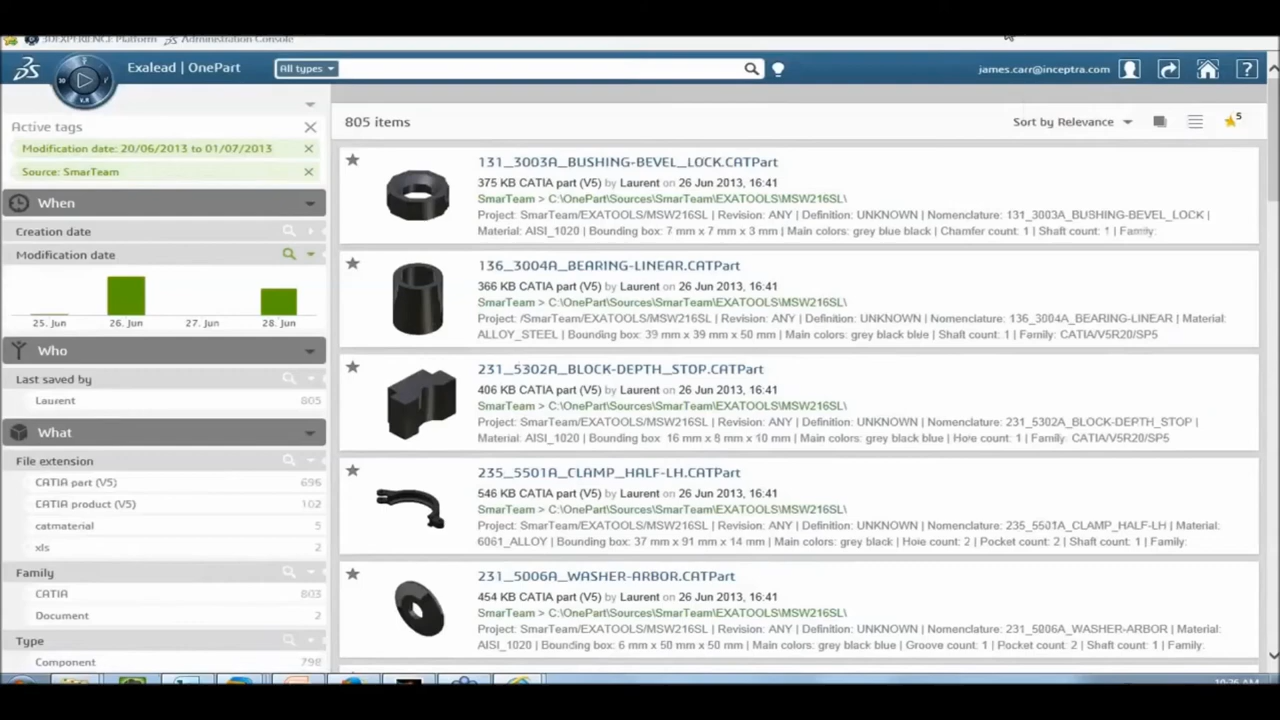 3DEXPERIENCE Platform Administration Console
Exalead | OnePart
All types
james.carr@inceptra.com
?
Active tags
Modification date: 20/06/2013 to 01/07/2013
Source: SmarTeam
When
Creation date
Modification date
25. Jun 26. Jun 27. Jun 28. Jun
Who
Last saved by
Laurent 805
What
File extension
CATIA part (V5) 696
CATIA product (V5) 102
catmaterial 5
xls 2
Family
CATIA 803
Document 2
Type
Component 798
805 items
Sort by Relevance
5
131_3003A_BUSHING-BEVEL_LOCK.CATPart
375 KB CATIA part (V5) by Laurent on 26 Jun 2013, 16:41
SmarTeam > C:\OnePart\Sources\SmarTeam\EXATOOLS\MSW216SL\
Project: SmarTeam/EXATOOLS/MSW216SL | Revision: ANY | Definition: UNKNOWN | Nomenclature: 131_3003A_BUSHING-BEVEL_LOCK |
Material: AISI_1020 | Bounding box: 7 mm x 7 mm x 3 mm | Main colors: grey blue black | Chamfer count: 1 | Shaft count: 1 | Family:
136_3004A_BEARING-LINEAR.CATPart
366 KB CATIA part (V5) by Laurent on 26 Jun 2013, 16:41
SmarTeam > C:\OnePart\Sources\SmarTeam\EXATOOLS\MSW216SL\
Project: /SmarTeam/EXATOOLS/MSW216SL | Revision: ANY | Definition: UNKNOWN | Nomenclature: 136_3004A_BEARING-LINEAR | Material:
ALLOY_STEEL | Bounding box: 39 mm x 39 mm x 50 mm | Main colors: grey black blue | Shaft count: 1 | Family: CATIA/V5R20/SP5
231_5302A_BLOCK-DEPTH_STOP.CATPart
406 KB CATIA part (V5) by Laurent on 26 Jun 2013, 16:41
SmarTeam > C:\OnePart\Sources\SmarTeam\EXATOOLS\MSW216SL\
Project: SmarTeam/EXATOOLS/MSW216SL | Revision: ANY | Definition: UNKNOWN | Nomenclature: 231_5302A_BLOCK-DEPTH_STOP |
Material: AISI_1020 | Bounding box 16 mm x 8 mm x 10 mm | Main colors: grey black blue | Hole count: 1 | Family: CATIA/V5R20/SP5
235_5501A_CLAMP_HALF-LH.CATPart
546 KB CATIA part (V5) by Laurent on 26 Jun 2013, 16:41
SmarTeam > C:\OnePart\Sources\SmarTeam\EXATOOLS\MSW216SL\
Project: SmarTeam/EXATOOLS/MSW216SL | Revision: ANY | Definition: UNKNOWN | Nomenclature: 235_5501A_CLAMP_HALF-LH | Material:
6061_ALLOY | Bounding box: 37 mm x 91 mm x 14 mm | Main colors: grey black | Hole count: 2 | Pocket count: 2 | Shaft count: 1 | Family:
231_5006A_WASHER-ARBOR.CATPart
454 KB CATIA part (V5) by Laurent on 26 Jun 2013, 16:41
SmarTeam > C:\OnePart\Sources\SmarTeam\EXATOOLS\MSW216SL\
Project: SmarTeam/EXATOOLS/MSW216SL | Revision: ANY | Definition: UNKNOWN | Nomenclature: 231_5006A_WASHER-ARBOR | Material:
AISI_1020 | Bounding box: 6 mm x 50 mm x 50 mm | Main colors: grey black blue | Groove count: 1 | Pocket count: 2 | Shaft count: 1 | Family: